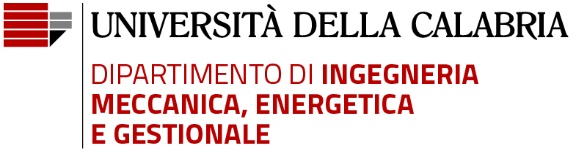 UNIVERSITÀ DELLA CALABRIA
DIPARTIMENTO DI INGEGNERIA
MECCANICA, ENERGETICA
E GESTIONALE